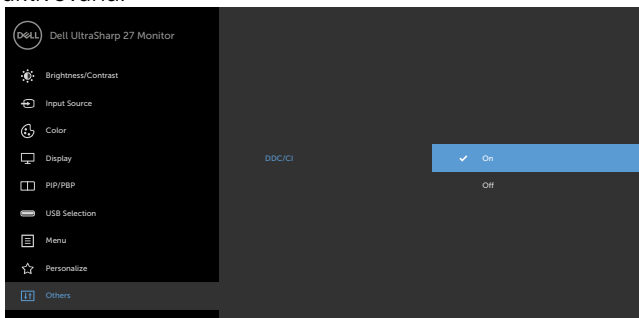 DELL
Dell UltraSharp 27 Monitor
Brightness/Contrast
Input Source
Color
Display
DDC/CI
On
PIP/PBP
Off
USB Selection
Menu
Personalize
Others